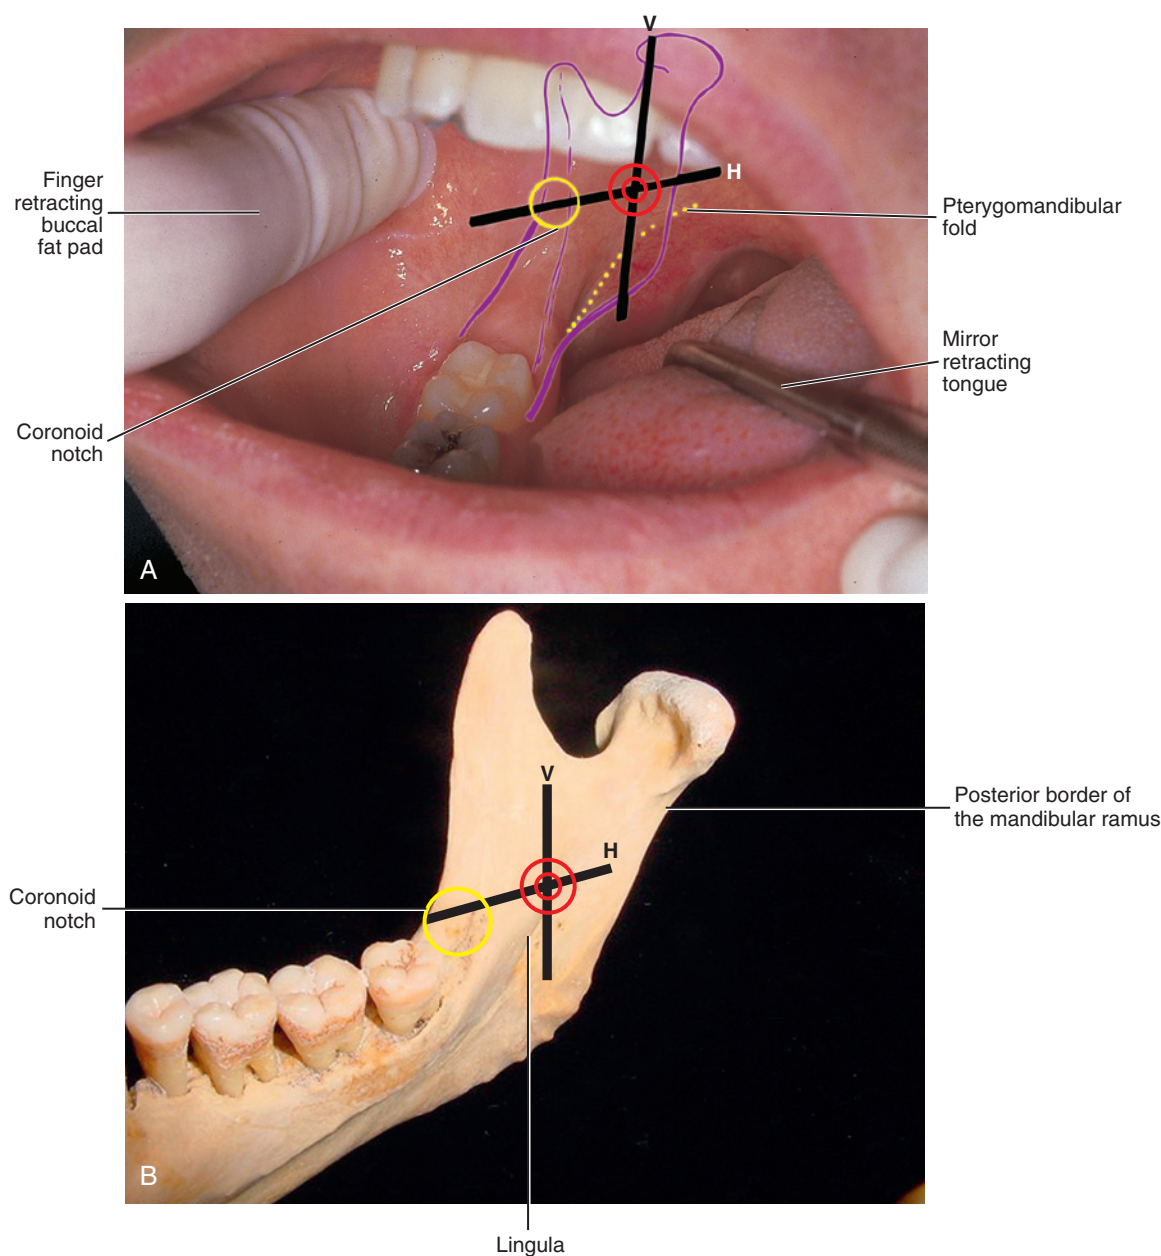 V
H
Finger
retracting
buccal
fat pad
Pterygomandibular
fold
Mirror
retracting
tongue
Coronoid
notch
A
V
H
Posterior border of
the mandibular ramus
Coronoid
notch
B
Lingula